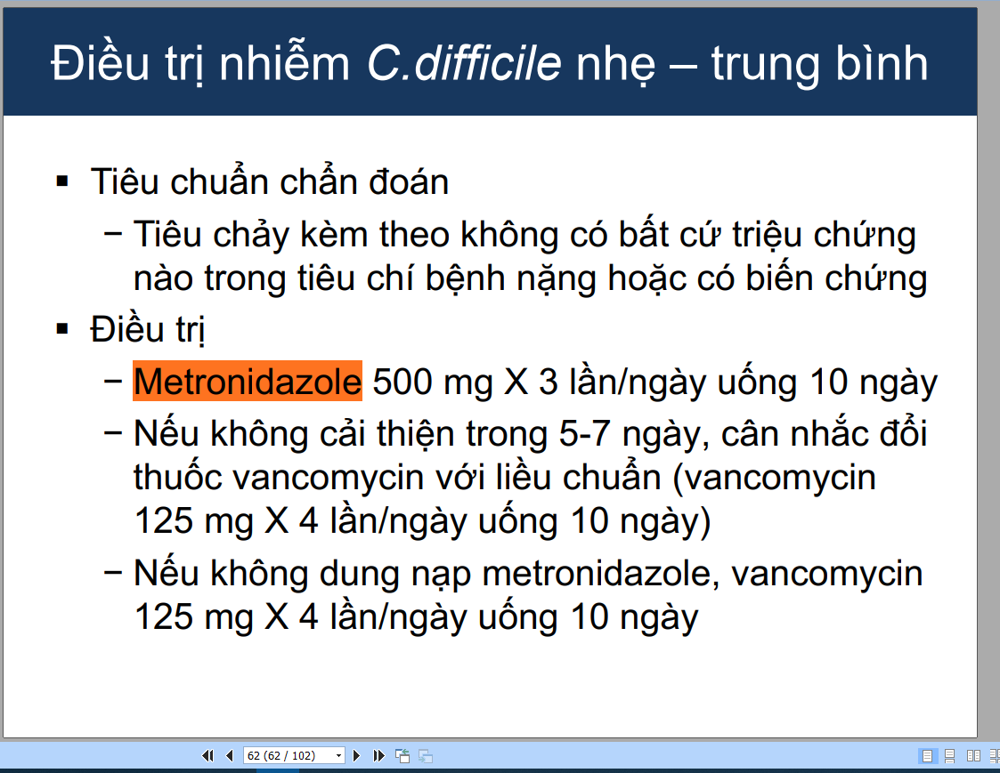 Điều trị nhiễm C.difficile nhẹ – trung bình
▪ Tiêu chuẩn chẩn đoán
– Tiêu chảy kèm theo không có bất cứ triệu chứng
nào trong tiêu chí bệnh nặng hoặc có biến chứng
▪ Điều trị
– Metronidazole 500 mg X 3 lần/ngày uống 10 ngày
– Nếu không cải thiện trong 5-7 ngày, cân nhắc đổi
thuốc vancomycin với liều chuẩn (vancomycin
125 mg X 4 lần/ngày uống 10 ngày)
– Nếu không dung nạp metronidazole, vancomycin
125 mg X 4 lần/ngày uống 10 ngày
62 (62 / 102)